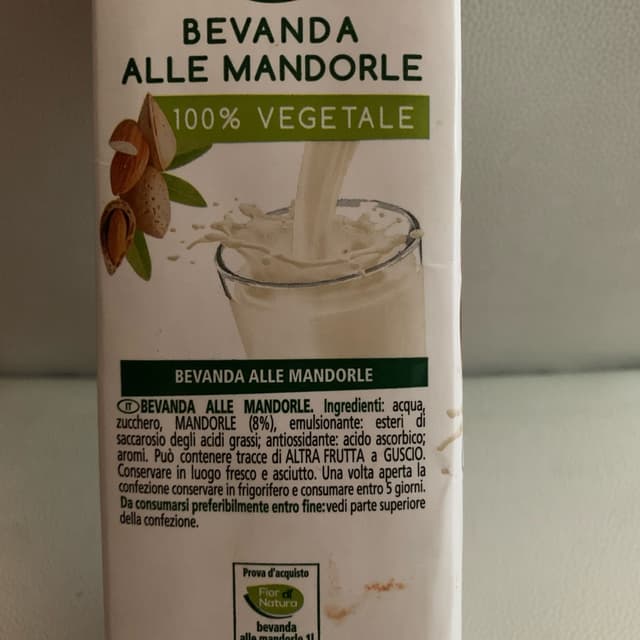 BEVANDA
ALLE MANDORLE
100% VEGETALE
BEVANDA ALLE MANDORLE
IT BEVANDA ALLE MANDORLE. Ingredienti: acqua,
zucchero, MANDORLE (8%), emulsionante: esteri di
saccarosio degli acidi grassi; antiossidante: acido ascorbico;
aromi. Può contenere tracce di ALTRA FRUTTA A GUSCIO.
Conservare in luogo fresco e asciutto. Una volta aperta la
confezione conservare in frigorifero e consumare entro 5 giorni.
Da consumarsi preferibilmente entro fine: vedi parte superiore
della confezione.
Prova d'acquisto
Fior di
Natura
bevanda
alle mandorle 1l